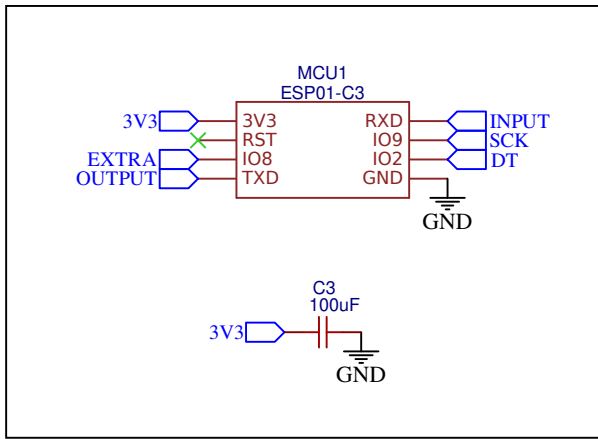 MCU1
ESP01-C3
3V3 3V3 RXD INPUT
RST IO9 SCK
EXTRA IO8 IO2 DT
OUTPUT TXD GND
GND
C3
100uF
3V3
GND